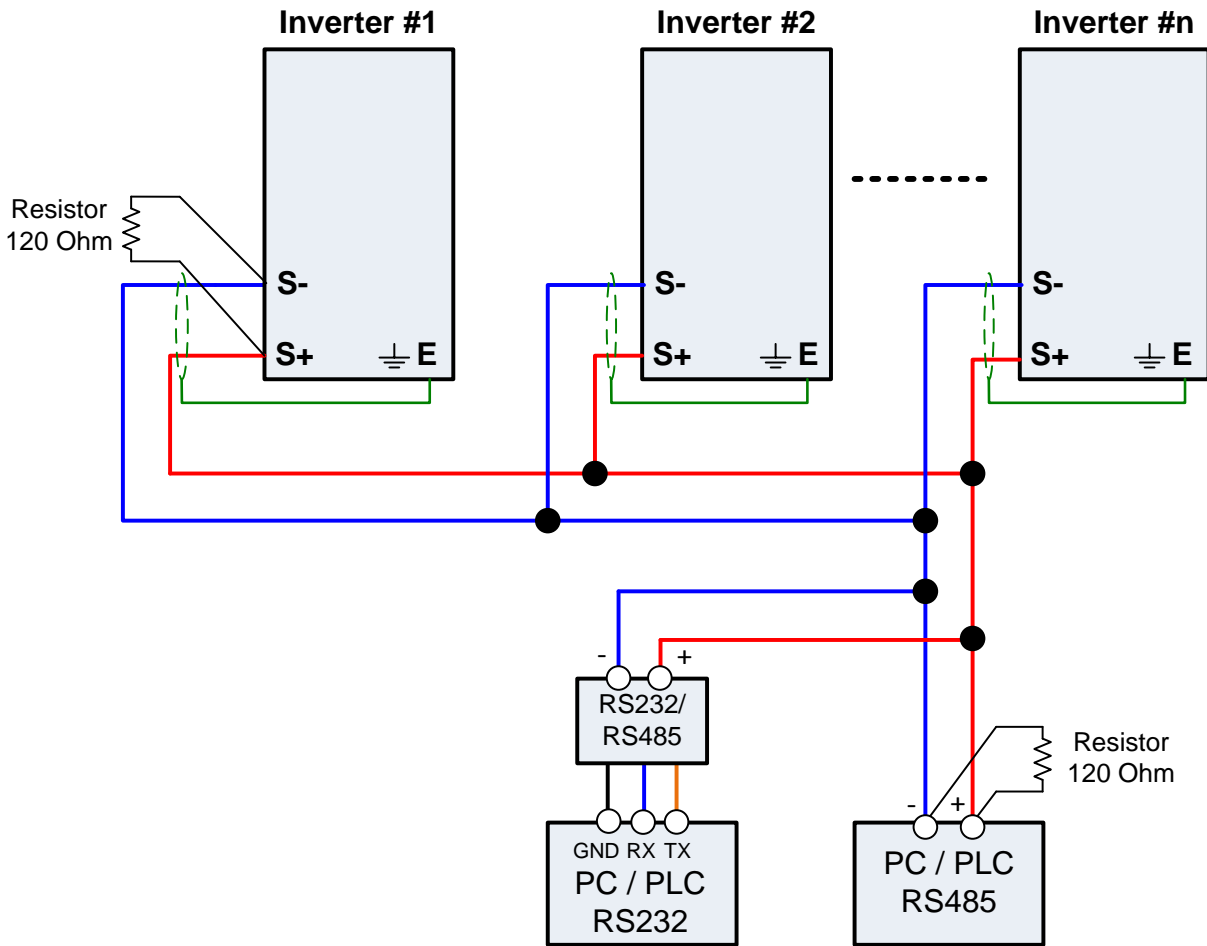 Inverter #1
Inverter #2
Inverter #n
Resistor
120 Ohm
S-
S+
E
S-
S+
E
S-
S+
E
- +
RS232/
RS485
GND RX TX
PC / PLC
RS232
- +
PC / PLC
RS485
Resistor
120 Ohm